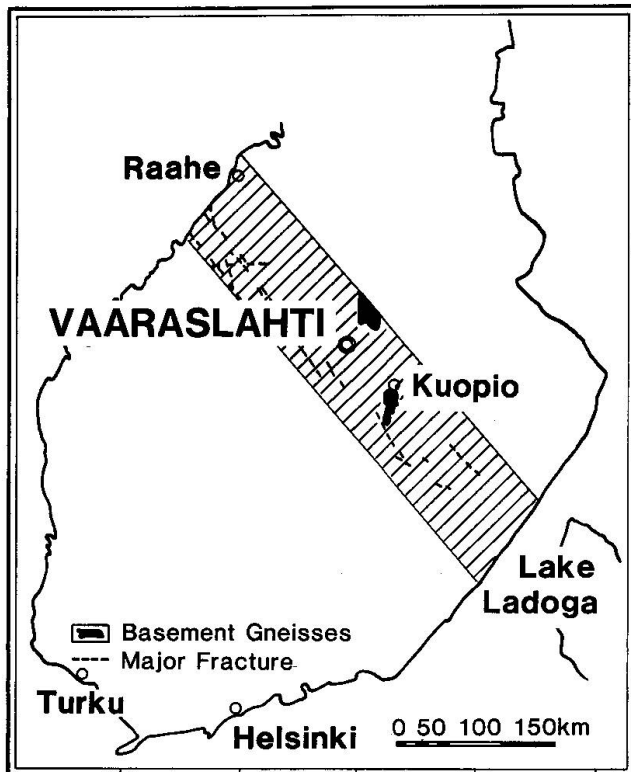 Raahe
VAARASLAHTI
Kuopio
Lake
Ladoga
Basement Gneisses
Major Fracture
Turku
Helsinki
0 50 100 150km